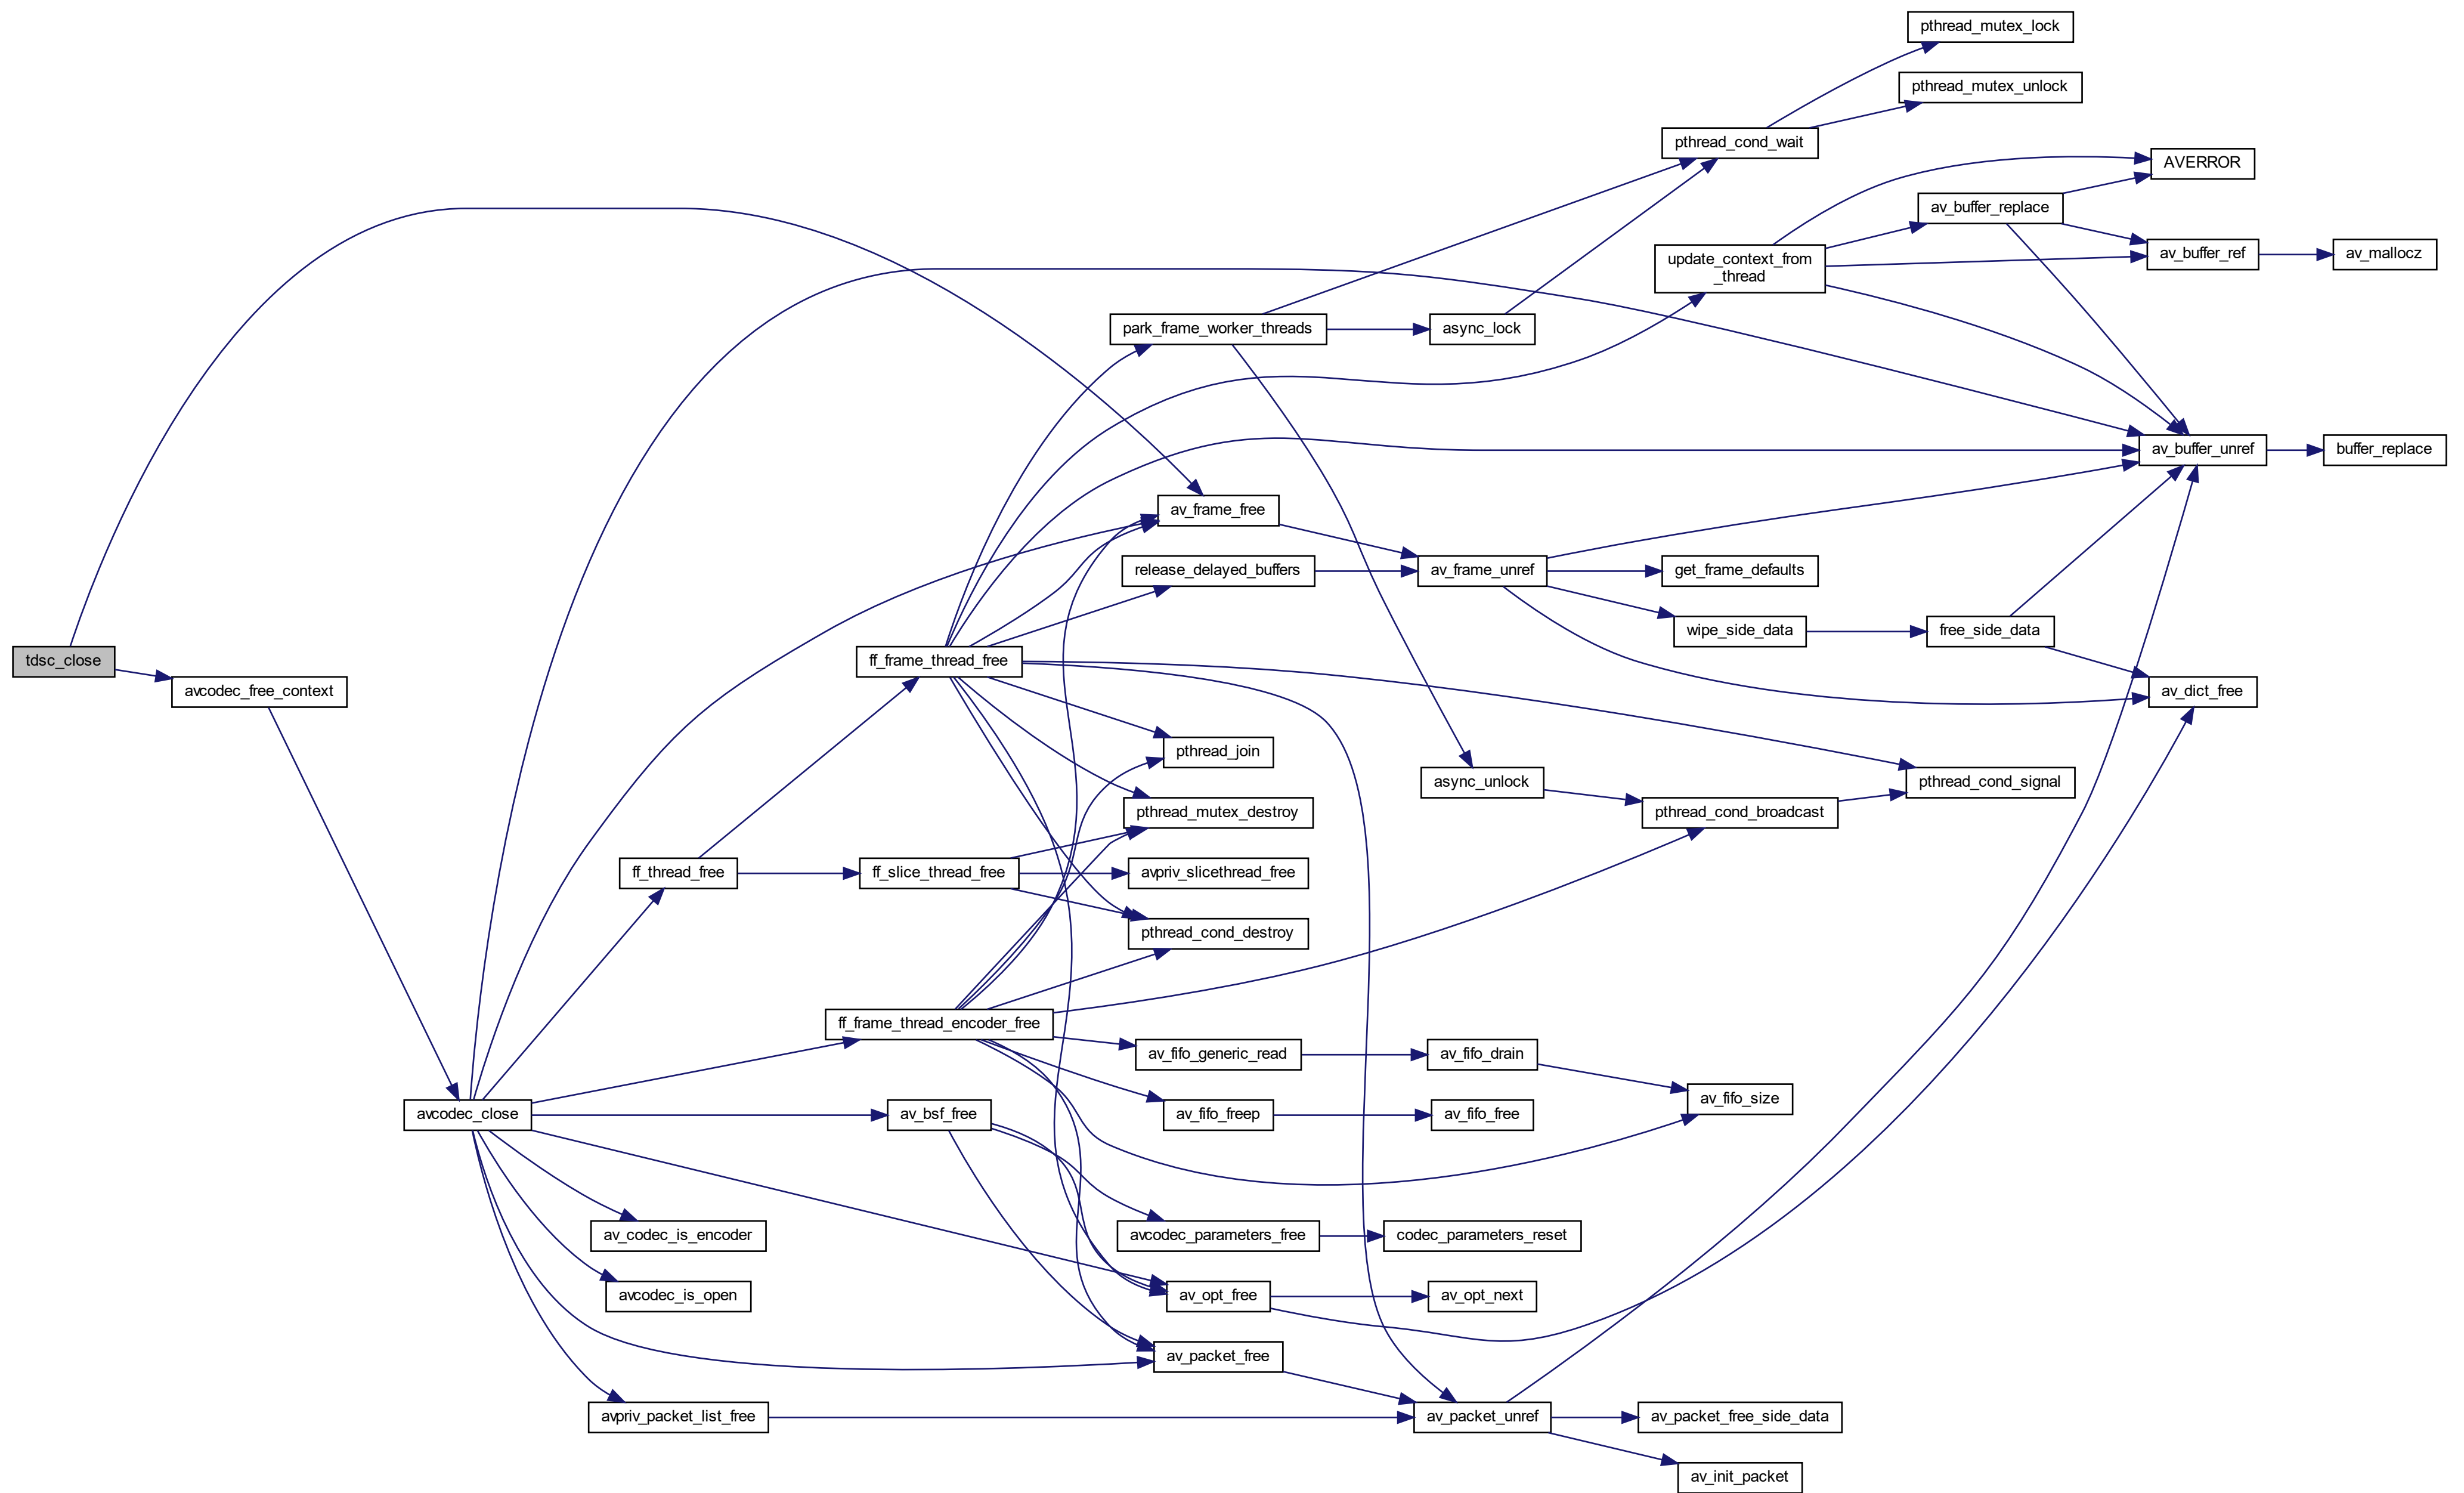 pthread_mutex_lock
pthread_mutex_unlock
pthread_cond_wait
AVERROR
av_buffer_replace
update_context_from
_thread
av_buffer_ref
av_mallocz
park_frame_worker_threads
async_lock
av_buffer_unref
buffer_replace
av_frame_free
release_delayed_buffers
av_frame_unref
get_frame_defaults
wipe_side_data
free_side_data
tdsc_close
ff_frame_thread_free
avcodec_free_context
av_dict_free
pthread_join
async_unlock
pthread_cond_signal
pthread_mutex_destroy
pthread_cond_broadcast
ff_thread_free
ff_slice_thread_free
avpriv_slicethread_free
pthread_cond_destroy
ff_frame_thread_encoder_free
av_fifo_generic_read
av_fifo_drain
av_fifo_size
avcodec_close
av_bsf_free
av_fifo_freep
av_fifo_free
av_codec_is_encoder
avcodec_parameters_free
codec_parameters_reset
avcodec_is_open
av_opt_free
av_opt_next
av_packet_free
avpriv_packet_list_free
av_packet_unref
av_packet_free_side_data
av_init_packet